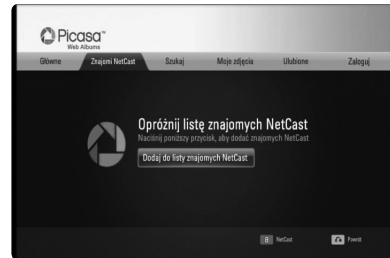 Picasa™
Web Albums
Główne Znajomi NetCast Szukaj Moje zdjęcia Ulubione Zaloguj
Opróżnij listę znajomych NetCast
Naciśnij poniższy przycisk, aby dodać znajomych NetCast
Dodaj do listy znajomych NetCast
NetCast Powrót